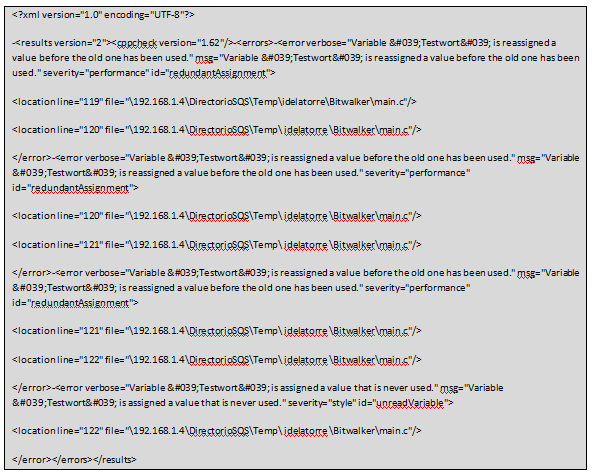 <?xml version="1.0" encoding="UTF-8"?>
-<results version="2"><cppcheck version="1.62"/>-<errors>-<error verbose="Variable &#039;Testwort&#039; is reassigned a
value before the old one has been used." msg="Variable &#039;Testwort&#039; is reassigned a value before the old one has been
used." severity="performance" id="redundantAssignment">
<location line="119" file="\192.168.1.4\DirectorioSQS\Temp\idelatorre\Bitwalker\main.c"/>
<location line="120" file="\192.168.1.4\DirectorioSQS\Temp\ idelatorre \Bitwalker\main.c"/>
</error>-<error verbose="Variable &#039;Testwort&#039; is reassigned a value before the old one has been used." msg="Variable
&#039;Testwort&#039; is reassigned a value before the old one has been used." severity="performance"
id="redundantAssignment">
<location line="120" file="\192.168.1.4\DirectorioSQS\Temp\ idelatorre \Bitwalker\main.c"/>
<location line="121" file="\192.168.1.4\DirectorioSQS\Temp\ idelatorre \Bitwalker\main.c"/>
</error>-<error verbose="Variable &#039;Testwort&#039; is reassigned a value before the old one has been used." msg="Variable
&#039;Testwort&#039; is reassigned a value before the old one has been used." severity="performance"
id="redundantAssignment">
<location line="121" file="\192.168.1.4\DirectorioSQS\Temp\ idelatorre \Bitwalker\main.c"/>
<location line="122" file="\192.168.1.4\DirectorioSQS\Temp\ idelatorre \Bitwalker\main.c"/>
</error>-<error verbose="Variable &#039;Testwort&#039; is assigned a value that is never used." msg="Variable
&#039;Testwort&#039; is assigned a value that is never used." severity="style" id="unreadVariable">
<location line="122" file="\192.168.1.4\DirectorioSQS\Temp\ idelatorre \Bitwalker\main.c"/>
</error></errors></results>